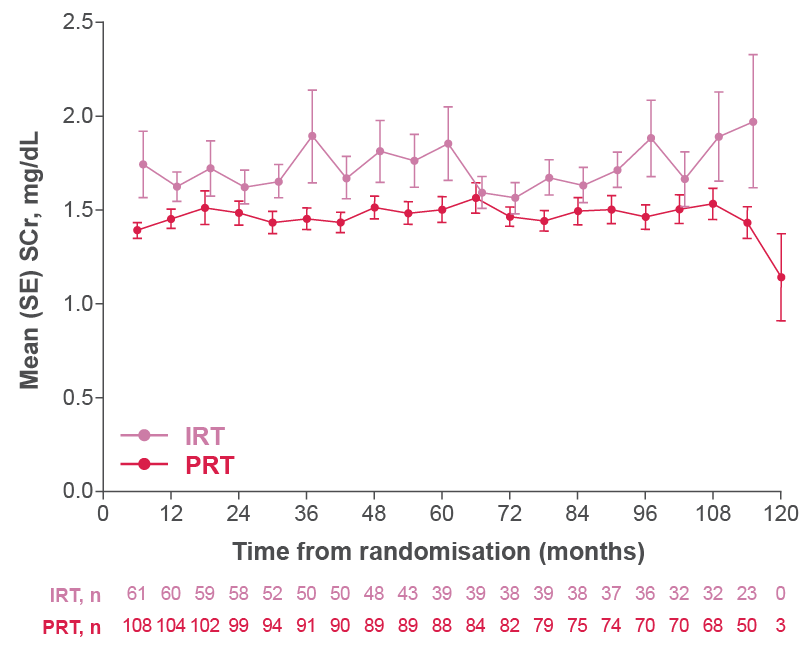 2.5
2.0
1.5
1.0
0.5
0.0
Mean (SE) SCr, mg/dL
IRT
PRT
0 12 24 36 48 60 72 84 96 108 120
Time from randomisation (months)
IRT, n 61 60 59 58 52 50 50 48 43 39 39 38 39 38 37 36 32 32 23 0
PRT, n 108 104 102 99 94 91 90 89 89 88 84 82 79 75 74 70 70 68 50 3